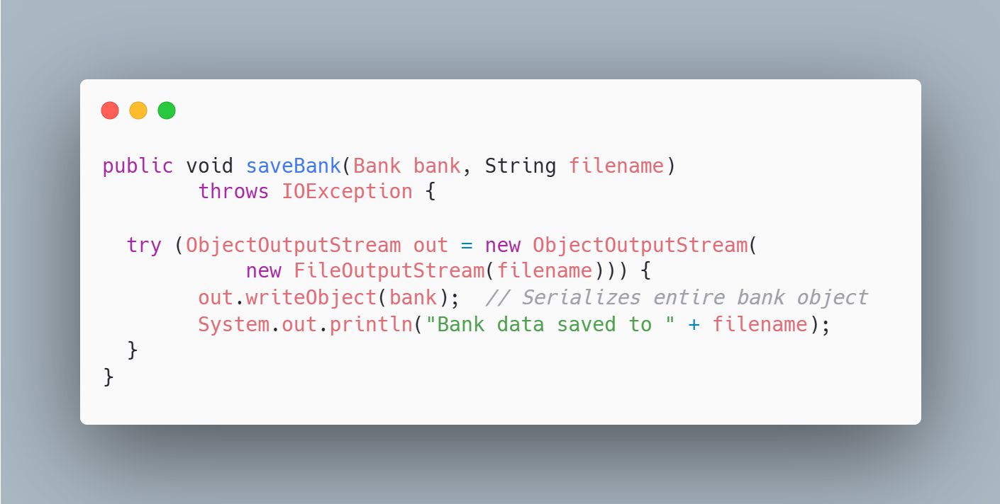 public void saveBank(Bank bank, String filename)
        throws IOException {

  try (ObjectOutputStream out = new ObjectOutputStream(
            new FileOutputStream(filename))) {
        out.writeObject(bank);  // Serializes entire bank object
        System.out.println("Bank data saved to " + filename);
  }
}